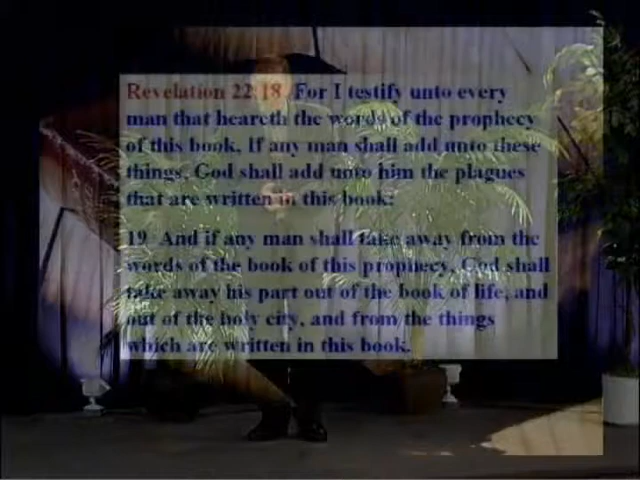 Revelation 22:18 For I testify unto every
man that heareth the words of the prophecy
of this book, If any man shall add unto these
things, God shall add unto him the plagues
that are written in this book:
19 And if any man shall take away from the
words of the book of this prophecy, God shall
take away his part out of the book of life, and
out of the holy city, and from the things
which are written in this book.